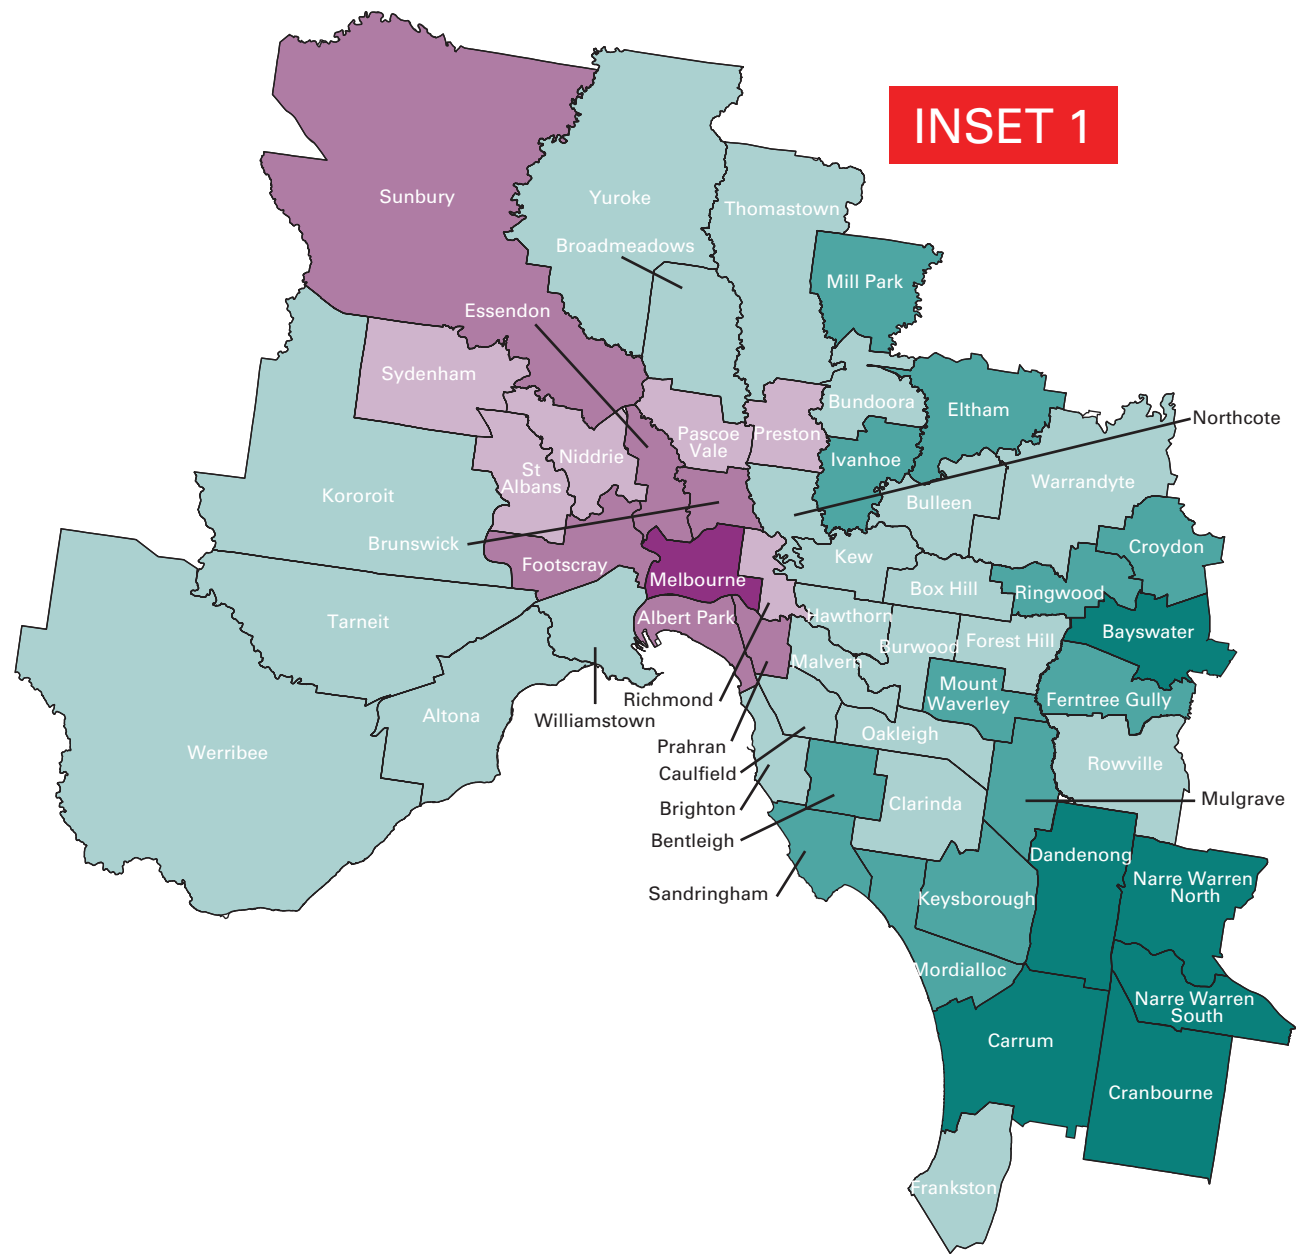 INSET 1
Sunbury
Yuroke
Thomastown
Broadmeadows
Mill Park
Essendon
Sydenham
Bundoora
Eltham
Northcote
Pascoe
Vale
Preston
Niddrie
Ivanhoe
St
Albans
Warrandyte
Kororoit
Bulleen
Brunswick
Croydon
Kew
Footscray
Melbourne
Box Hill
Ringwood
Tarneit
Albert Park
Hawthorn
Bayswater
Burwood
Forest Hill
Malvern
Mount
Waverley
Richmond
Ferntree Gully
Altona
Williamstown
Oakleigh
Prahran
Werribee
Rowville
Caulfield
Mulgrave
Brighton
Clarinda
Bentleigh
Dandenong
Narre Warren
North
Sandringham
Keysborough
Mordialloc
Narre Warren
South
Carrum
Cranbourne
Frankston